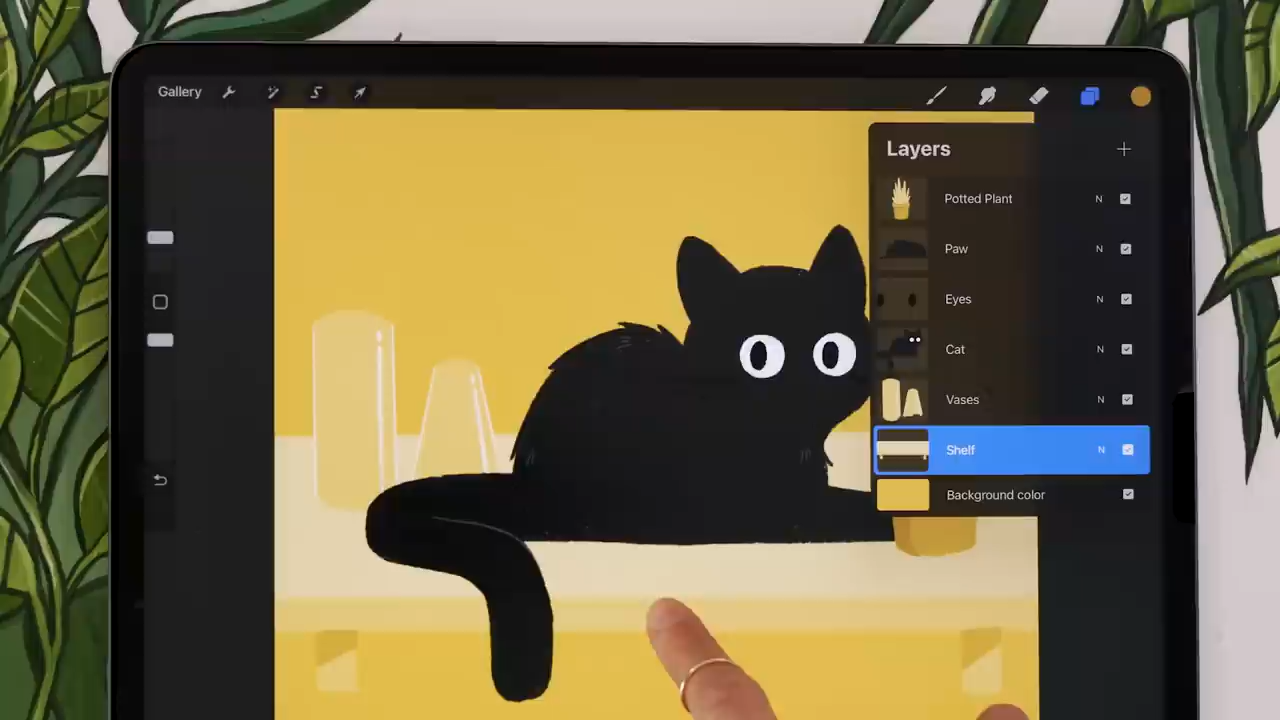 Gallery
Layers
Potted Plant N
Paw N
Eyes N
Cat N
Vases N
Shelf N
Background color